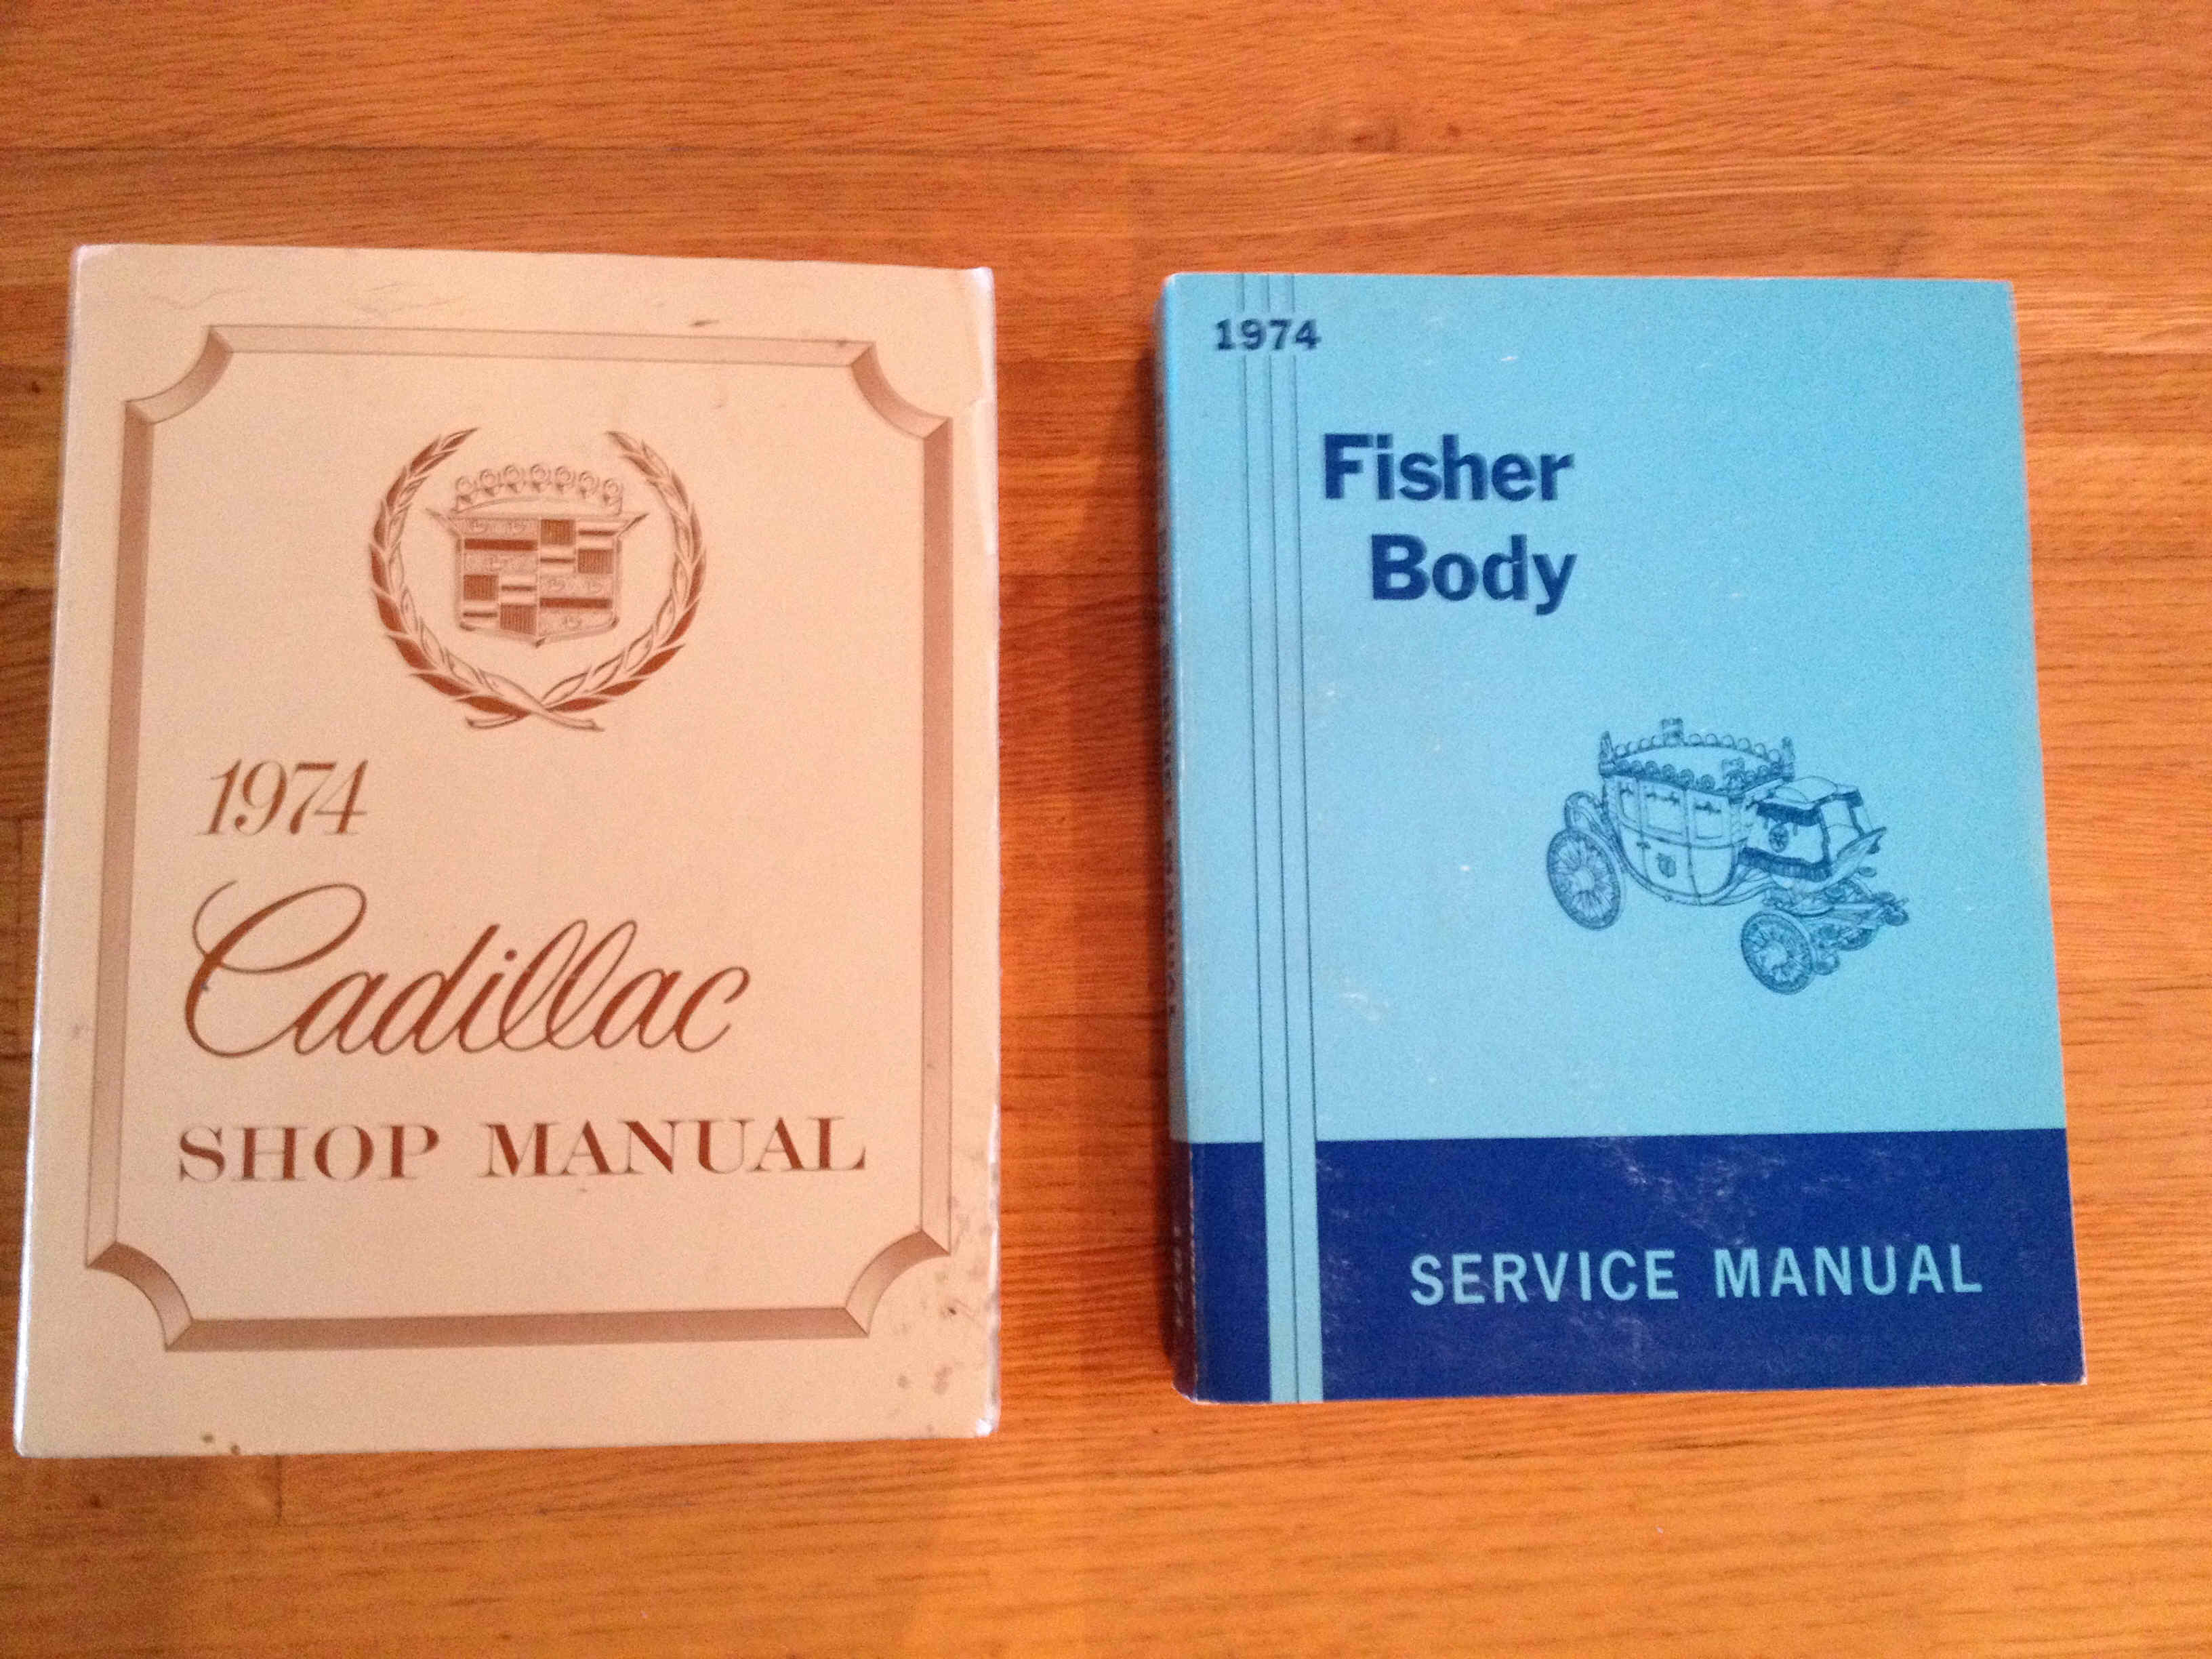 1974
Cadillac
SHOP MANUAL
1974
Fisher
Body
SERVICE MANUAL